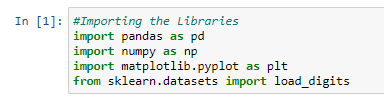 In [1]: #Importing the Libraries
import pandas as pd
import numpy as np
import matplotlib.pyplot as plt
from sklearn.datasets import load_digits